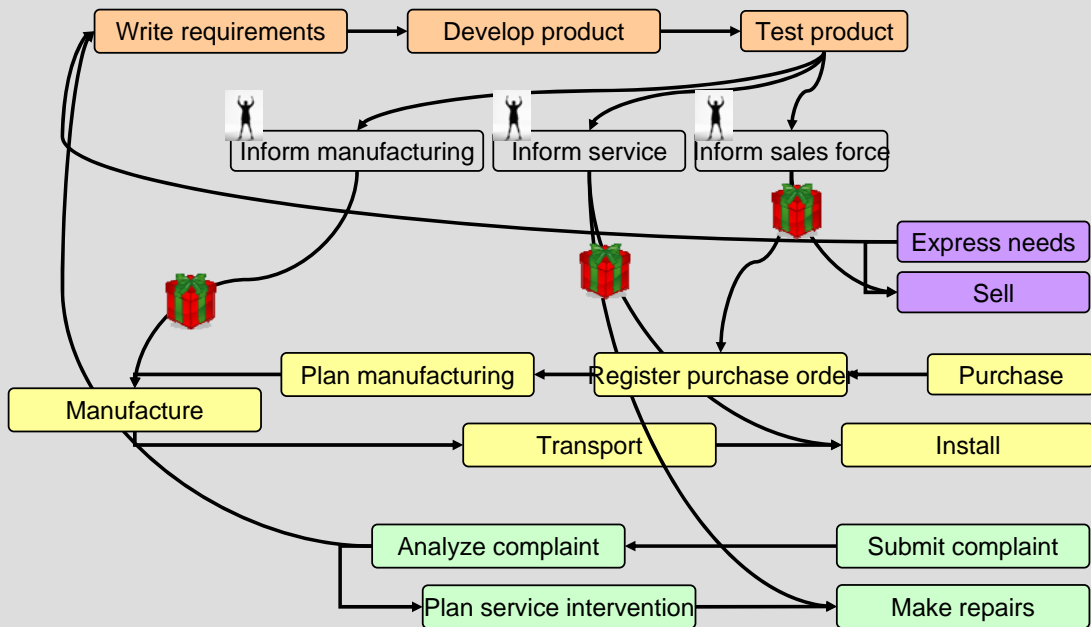 Write requirements
Develop product
Test product
Inform manufacturing
Inform service
Inform sales force
Express needs
Sell
Plan manufacturing
Register purchase order
Purchase
Manufacture
Transport
Install
Analyze complaint
Submit complaint
Plan service intervention
Make repairs